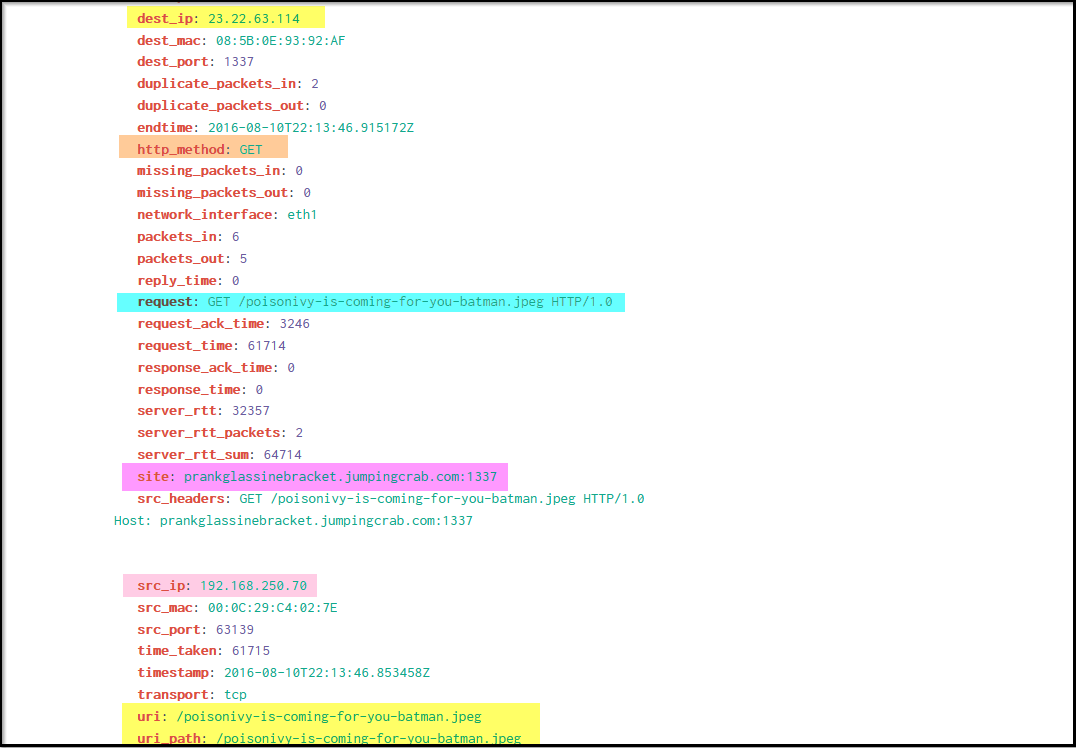 dest_ip: 23.22.63.114
dest_mac: 08:5B:0E:93:92:AF
dest_port: 1337
duplicate_packets_in: 2
duplicate_packets_out: 0
endtime: 2016-08-10T22:13:46.915172Z
http_method: GET
missing_packets_in: 0
missing_packets_out: 0
network_interface: eth1
packets_in: 6
packets_out: 5
reply_time: 0
request: GET /poisonivy-is-coming-for-you-batman.jpeg HTTP/1.0
request_ack_time: 3246
request_time: 61714
response_ack_time: 0
response_time: 0
server_rtt: 32357
server_rtt_packets: 2
server_rtt_sum: 64714
site: prankglassinebracket.jumpingcrab.com:1337
src_headers: GET /poisonivy-is-coming-for-you-batman.jpeg HTTP/1.0
Host: prankglassinebracket.jumpingcrab.com:1337
src_ip: 192.168.250.70
src_mac: 00:0C:29:C4:02:7E
src_port: 63139
time_taken: 61715
timestamp: 2016-08-10T22:13:46.853458Z
transport: tcp
uri: /poisonivy-is-coming-for-you-batman.jpeg
uri_path: /poisonivy-is-coming-for-you-batman.jpeg